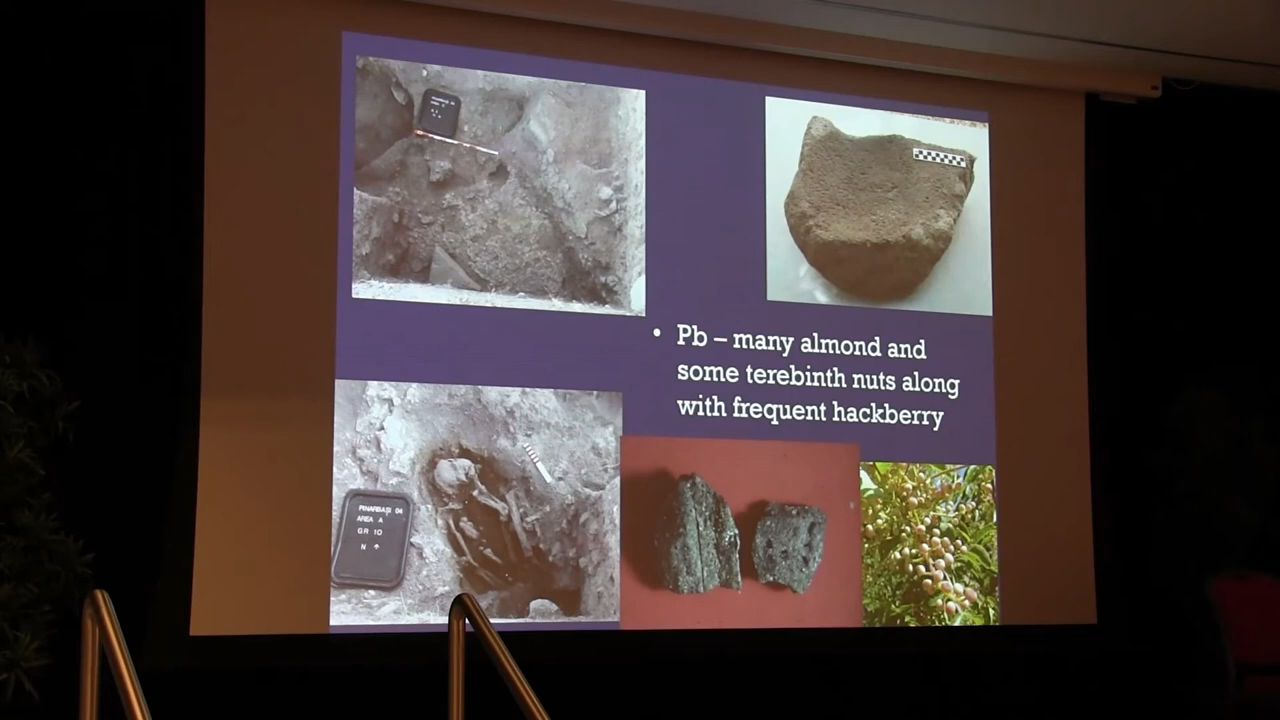 • Pb – many almond and
some terebinth nuts along
with frequent hackberry
PINARBAŞI 04
AREA A
GR 10
N ↑